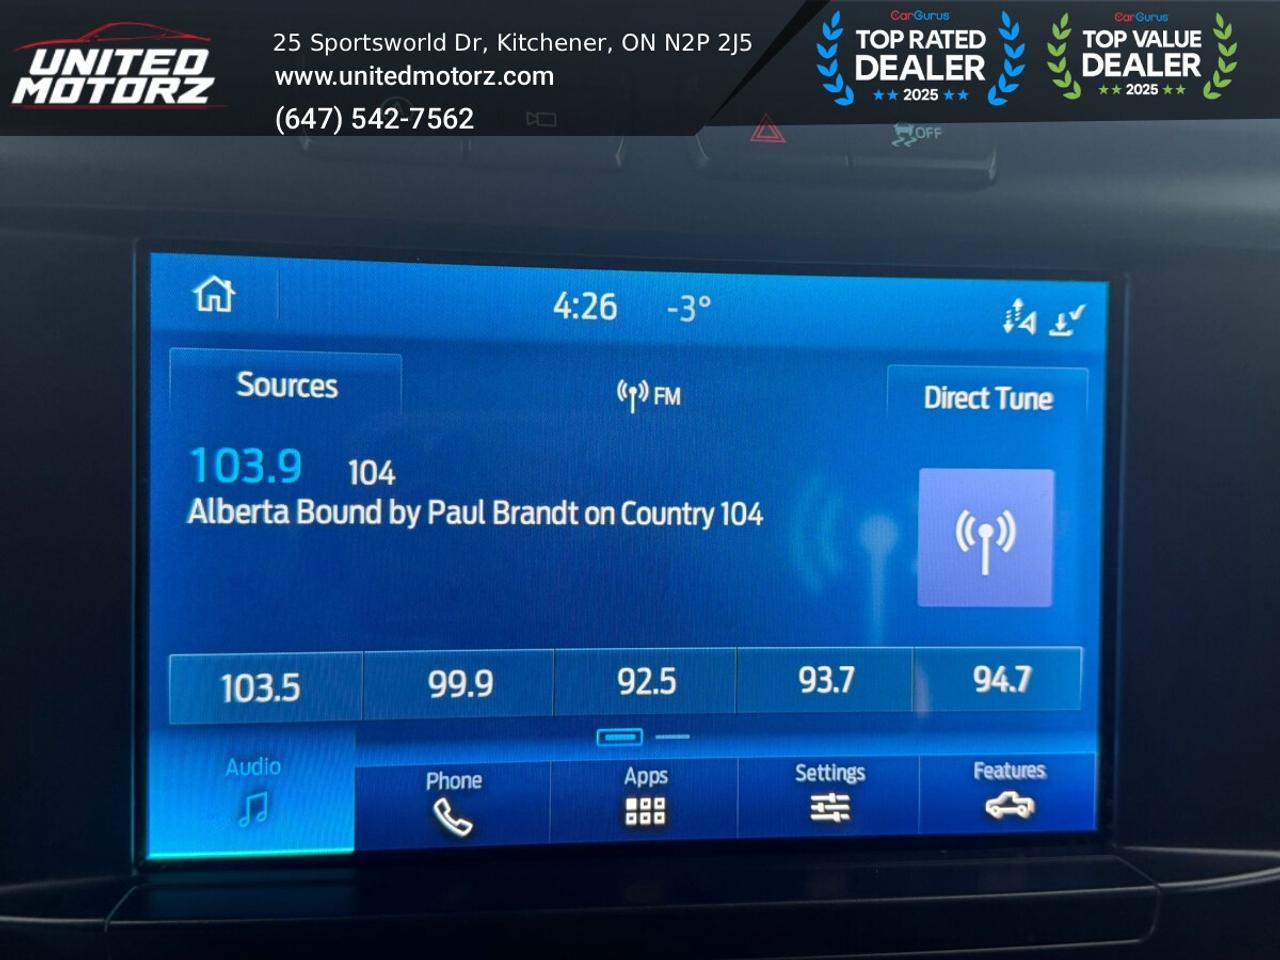 UNITED
MOTORZ
25 Sportsworld Dr, Kitchener, ON N2P 2J5
www.unitedmotorz.com
(647) 542-7562
CarGurus
TOP RATED
DEALER
2025
CarGurus
TOP VALUE
DEALER
2025
OFF
4:26 -3°
Sources
FM
Direct Tune
103.9 104
Alberta Bound by Paul Brandt on Country 104
103.5 99.9 92.5 93.7 94.7
Audio Phone Apps Settings Features